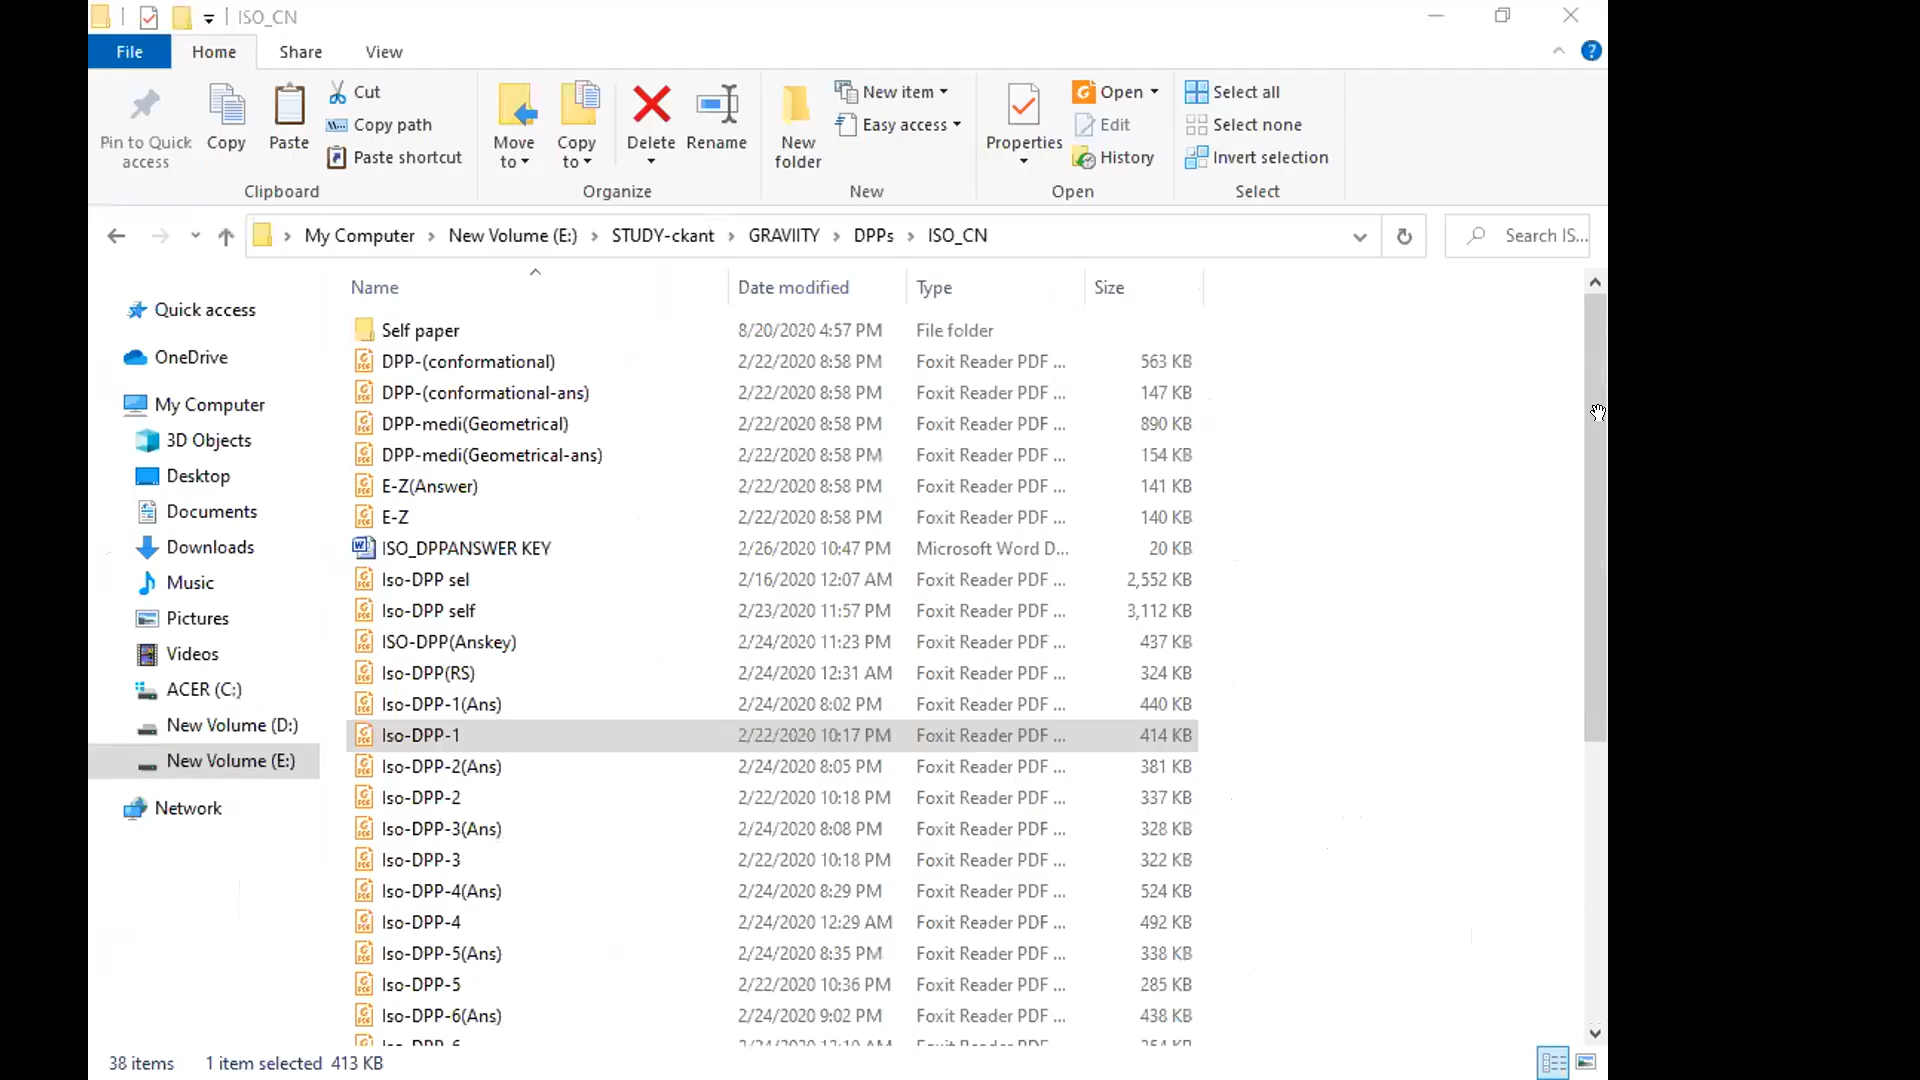 ISO_CN
File Home Share View
Pin to Quick access
Copy
Paste
Cut
Copy path
Paste shortcut
Clipboard
Move to
Copy to
Delete
Rename
Organize
New folder
New item
Easy access
New
Properties
Open
Edit
History
Open
Select all
Select none
Invert selection
Select
My Computer New Volume (E:) STUDY-ckant GRAVIITY DPPs ISO_CN
Search IS...
Quick access
OneDrive
My Computer
3D Objects
Desktop
Documents
Downloads
Music
Pictures
Videos
ACER (C:)
New Volume (D:)
New Volume (E:)
Network
Name Date modified Type Size
Self paper 8/20/2020 4:57 PM File folder
DPP-(conformational) 2/22/2020 8:58 PM Foxit Reader PDF ... 563 KB
DPP-(conformational-ans) 2/22/2020 8:58 PM Foxit Reader PDF ... 147 KB
DPP-medi(Geometrical) 2/22/2020 8:58 PM Foxit Reader PDF ... 890 KB
DPP-medi(Geometrical-ans) 2/22/2020 8:58 PM Foxit Reader PDF ... 154 KB
E-Z(Answer) 2/22/2020 8:58 PM Foxit Reader PDF ... 141 KB
E-Z 2/22/2020 8:58 PM Foxit Reader PDF ... 140 KB
ISO_DPPANSWER KEY 2/26/2020 10:47 PM Microsoft Word D... 20 KB
Iso-DPP sel 2/16/2020 12:07 AM Foxit Reader PDF ... 2,552 KB
Iso-DPP self 2/23/2020 11:57 PM Foxit Reader PDF ... 3,112 KB
ISO-DPP(Anskey) 2/24/2020 11:23 PM Foxit Reader PDF ... 437 KB
Iso-DPP(RS) 2/24/2020 12:31 AM Foxit Reader PDF ... 324 KB
Iso-DPP-1(Ans) 2/24/2020 8:02 PM Foxit Reader PDF ... 440 KB
Iso-DPP-1 2/22/2020 10:17 PM Foxit Reader PDF ... 414 KB
Iso-DPP-2(Ans) 2/24/2020 8:05 PM Foxit Reader PDF ... 381 KB
Iso-DPP-2 2/22/2020 10:18 PM Foxit Reader PDF ... 337 KB
Iso-DPP-3(Ans) 2/24/2020 8:08 PM Foxit Reader PDF ... 328 KB
Iso-DPP-3 2/22/2020 10:18 PM Foxit Reader PDF ... 322 KB
Iso-DPP-4(Ans) 2/24/2020 8:29 PM Foxit Reader PDF ... 524 KB
Iso-DPP-4 2/24/2020 12:29 AM Foxit Reader PDF ... 492 KB
Iso-DPP-5(Ans) 2/24/2020 8:35 PM Foxit Reader PDF ... 338 KB
Iso-DPP-5 2/22/2020 10:36 PM Foxit Reader PDF ... 285 KB
Iso-DPP-6(Ans) 2/24/2020 9:02 PM Foxit Reader PDF ... 438 KB
38 items 1 item selected 413 KB